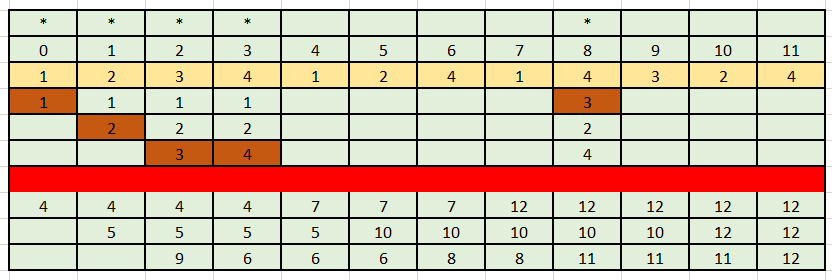 * * * * *
0 1 2 3 4 5 6 7 8 9 10 11
1 2 3 4 1 2 4 1 4 3 2 4
1 1 1 1 3
2 2 2 2
3 4 4
4 4 4 4 7 7 7 12 12 12 12 12
5 5 5 5 10 10 10 10 10 12 12
9 6 6 6 8 8 11 11 11 12